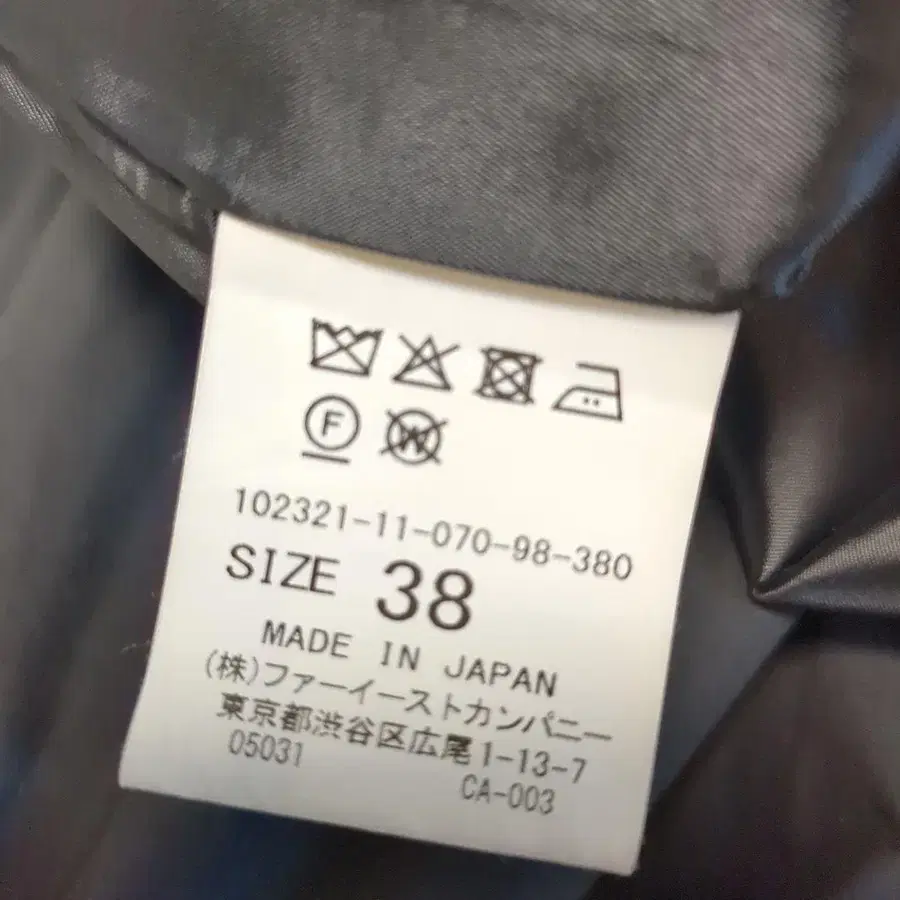 F W
102321-11-070-98-380
SIZE 38
MADE IN JAPAN
(株)ファーイーストカンパニー
東京都渋谷区広尾1-13-7
05031
CA-003